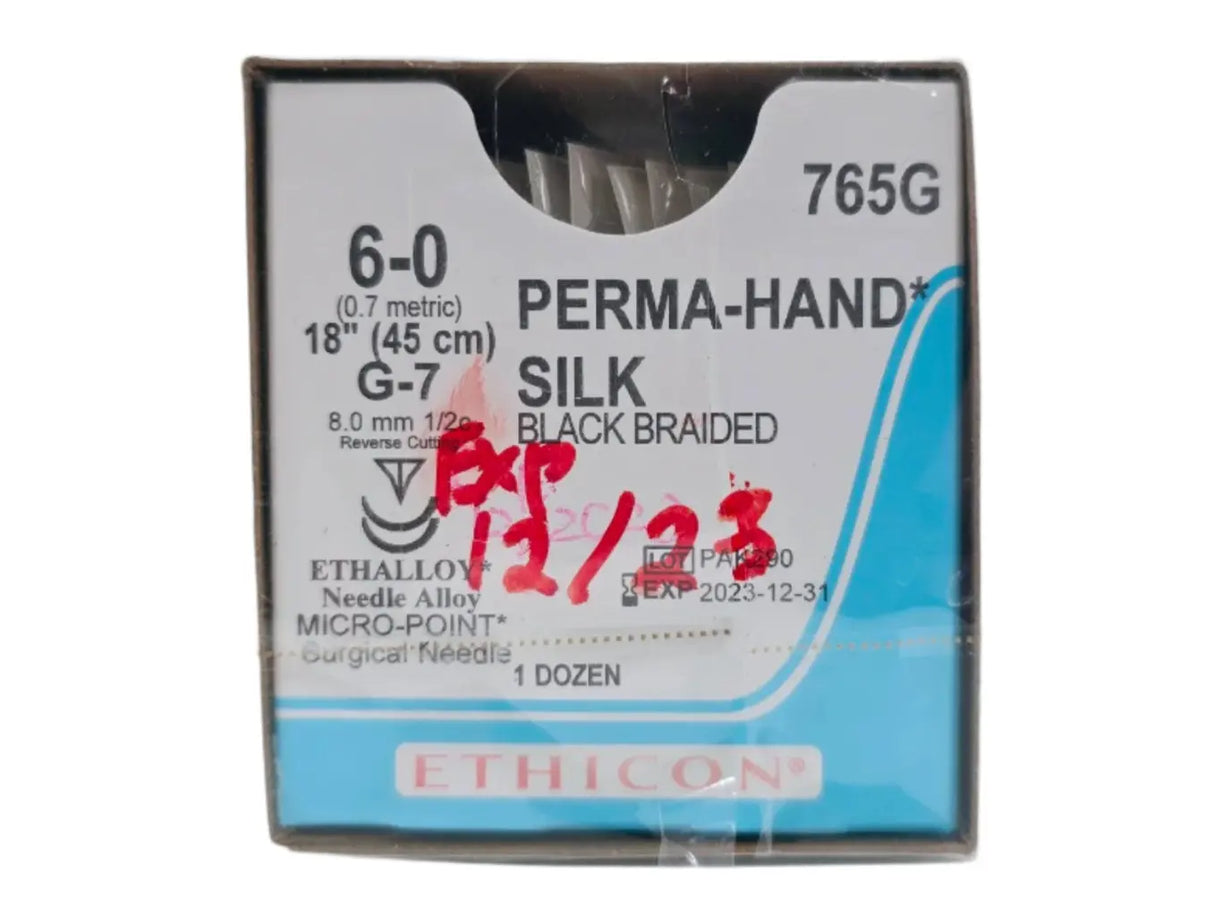 765G
6-0
(0.7 metric)
18" (45 cm)
G-7
8.0 mm 1/2c
Reverse Cutting
PERMA-HAND*
SILK
BLACK BRAIDED
Exp
12/23
LOT PAK290
EXP 2023-12-31
ETHALLOY*
Needle Alloy
MICRO-POINT*
Surgical Needle
1 DOZEN
ETHICON®